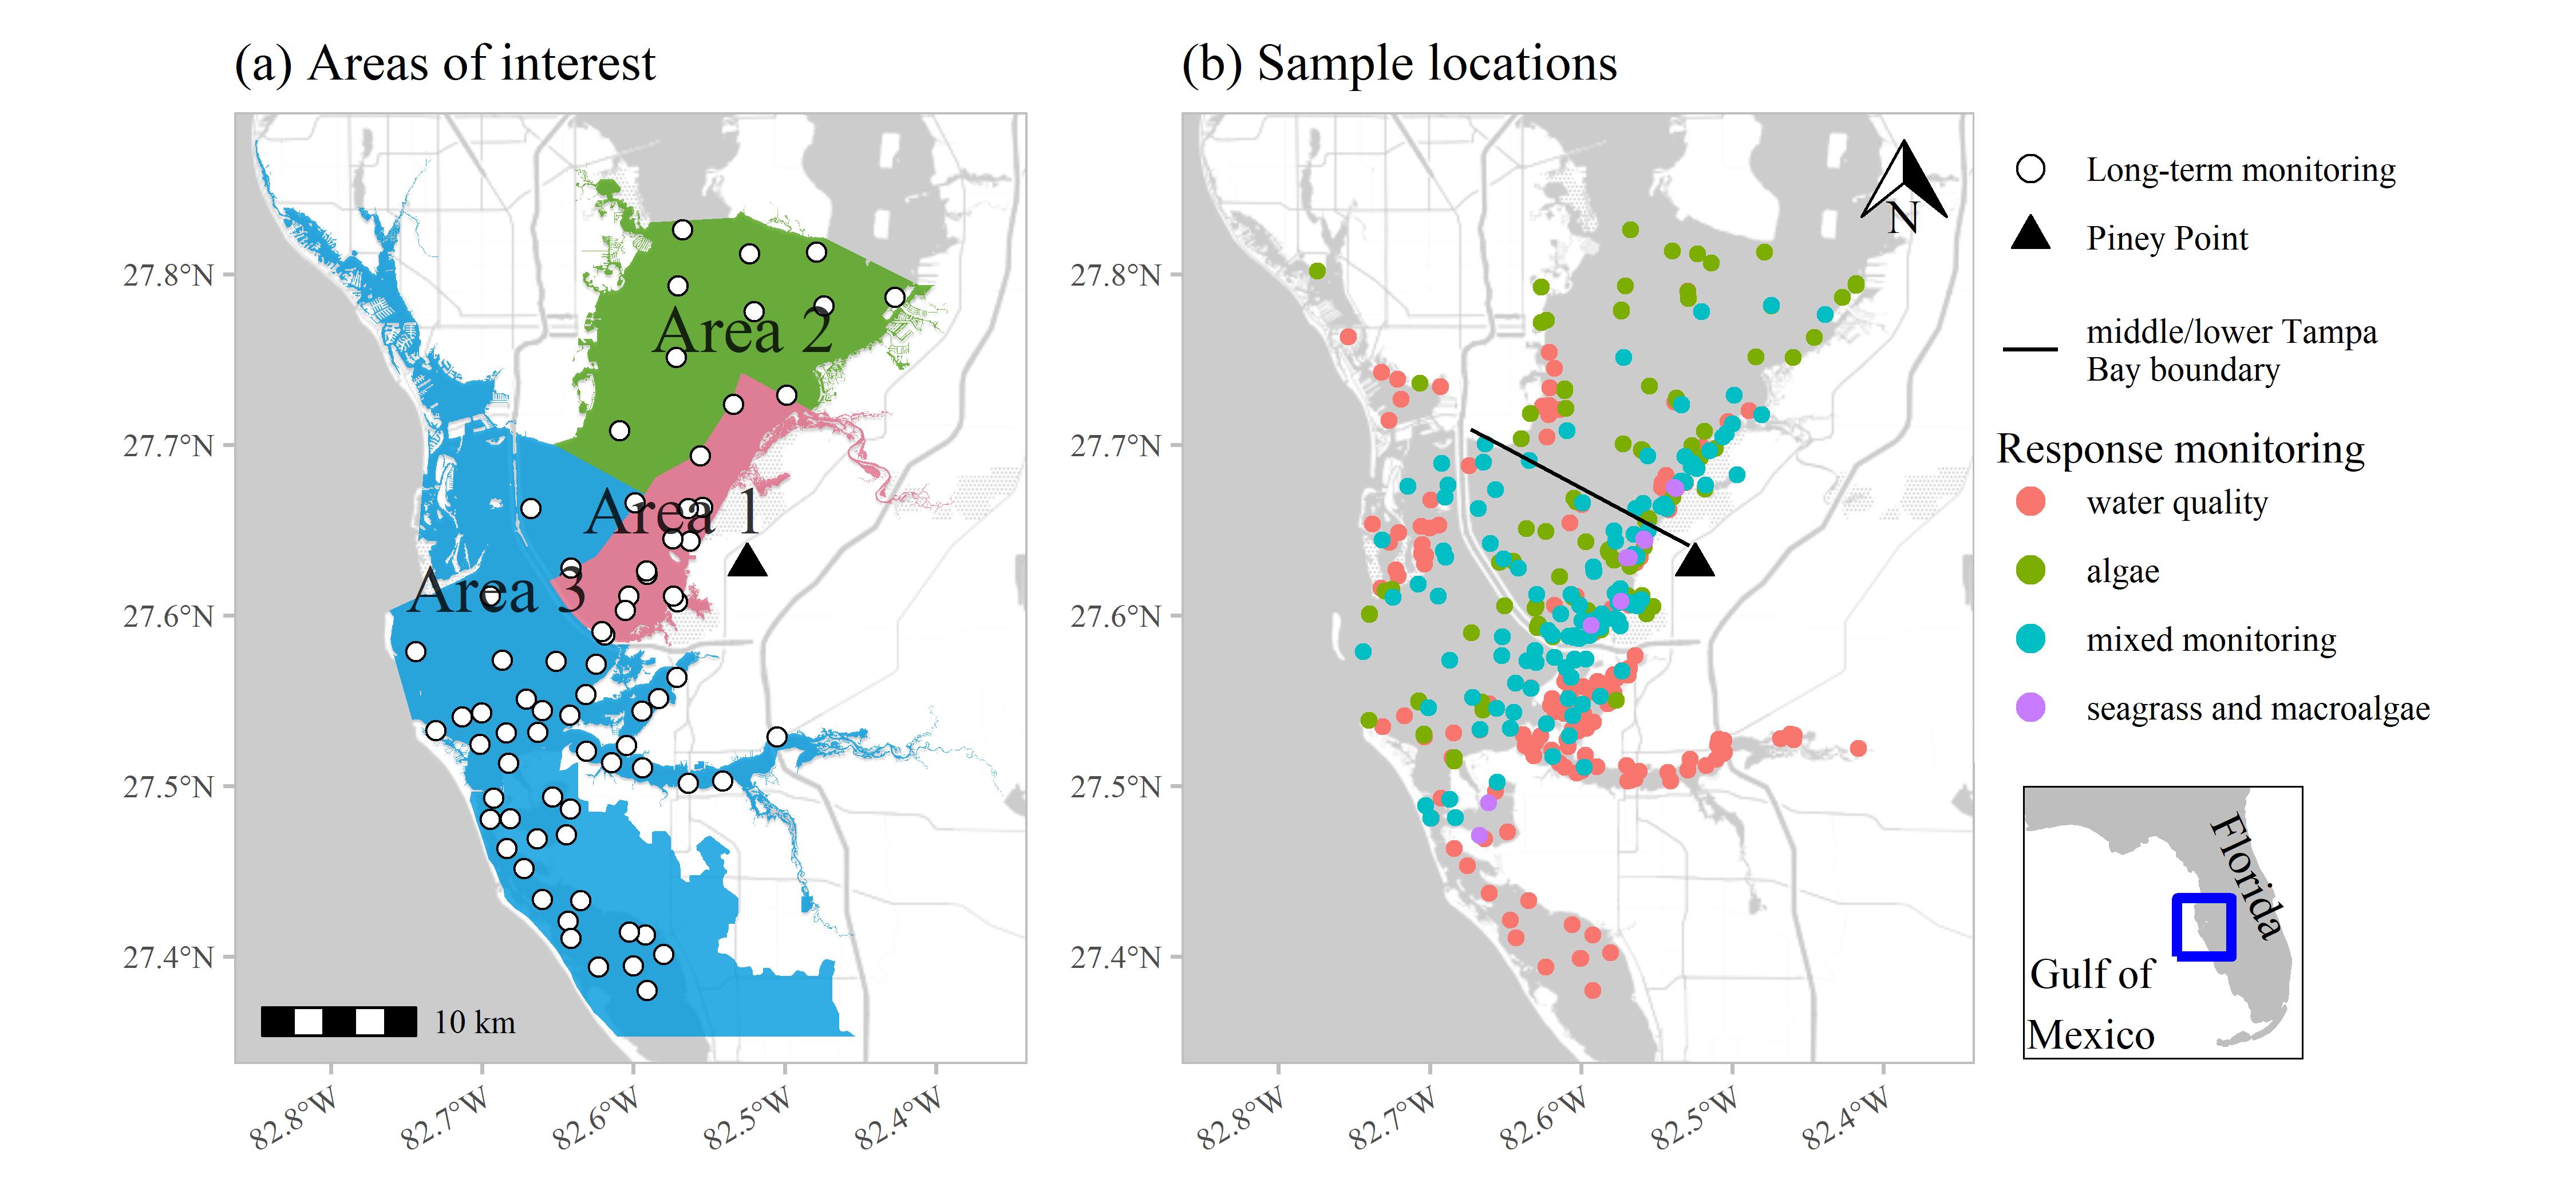 (a) Areas of interest
27.8°N
27.7°N
27.6°N
27.5°N
27.4°N
Area 2
Area 1
Area 3
10 km
82.8°W
82.7°W
82.6°W
82.5°W
82.4°W
(b) Sample locations
27.8°N
27.7°N
27.6°N
27.5°N
27.4°N
N
82.8°W
82.7°W
82.6°W
82.5°W
82.4°W
Long-term monitoring
Piney Point
middle/lower Tampa
Bay boundary
Response monitoring
water quality
algae
mixed monitoring
seagrass and macroalgae
Florida
Gulf of
Mexico